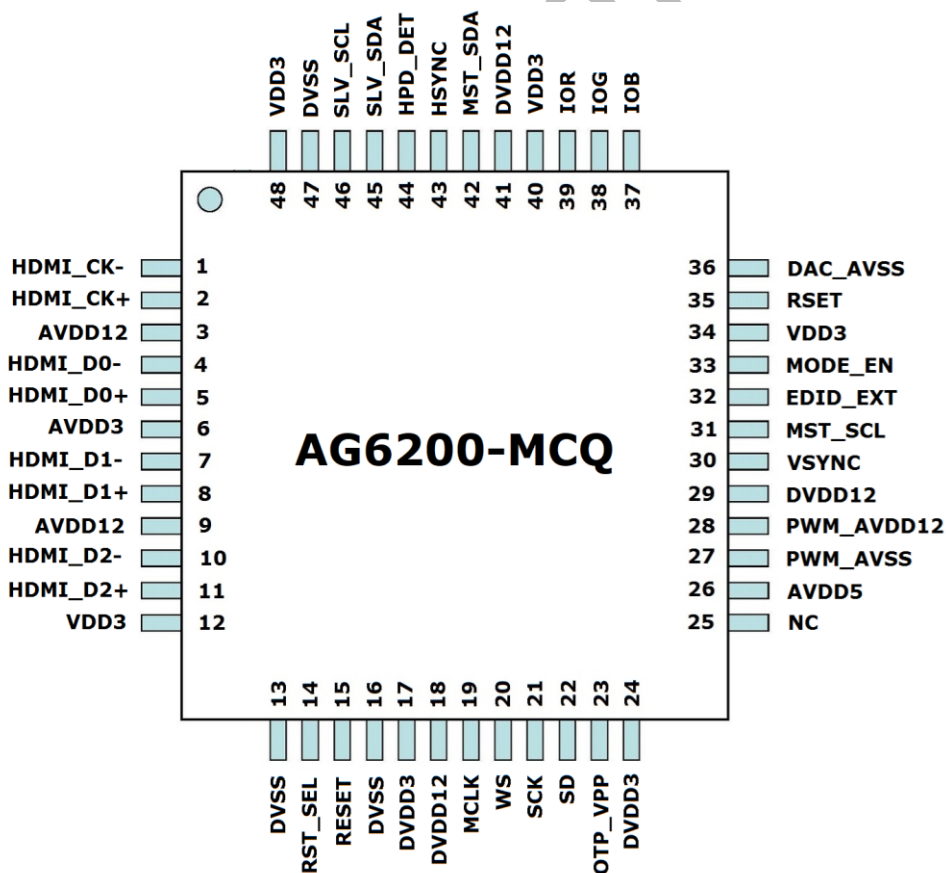 VDD3
DVSS
SLV_SCL
SLV_SDA
HPD_DET
HSYNC
MST_SDA
DVDD12
VDD3
IOR
IOG
IOB
48 47 46 45 44 43 42 41 40 39 38 37
HDMI_CK- 1
HDMI_CK+ 2
AVDD12 3
HDMI_D0- 4
HDMI_D0+ 5
AVDD3 6
HDMI_D1- 7
HDMI_D1+ 8
AVDD12 9
HDMI_D2- 10
HDMI_D2+ 11
VDD3 12
AG6200-MCQ
36 DAC_AVSS
35 RSET
34 VDD3
33 MODE_EN
32 EDID_EXT
31 MST_SCL
30 VSYNC
29 DVDD12
28 PWM_AVDD12
27 PWM_AVSS
26 AVDD5
25 NC
13 14 15 16 17 18 19 20 21 22 23 24
DVSS
RST_SEL
RESET
DVSS
DVDD3
DVDD12
MCLK
WS
SCK
SD
OTP_VPP
DVDD3